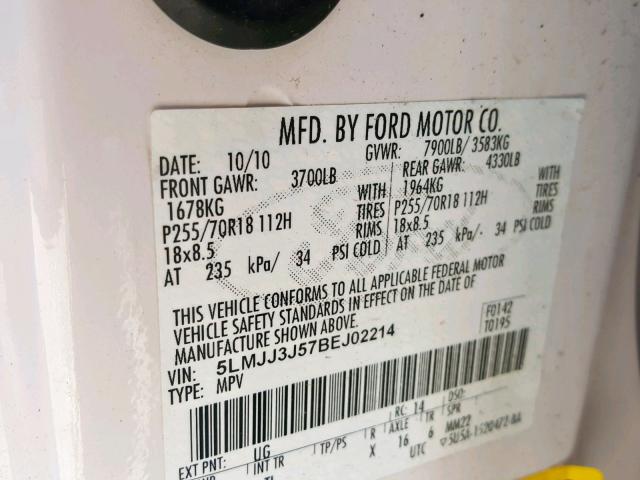 MFD. BY FORD MOTOR CO.
DATE: 10/10 GVWR: 7900LB/ 3583KG
FRONT GAWR: 3700LB REAR GAWR: 4330LB
1678KG WITH 1964KG WITH
P255/70R18 112H TIRES P255/70R18 112H TIRES
18x8.5 RIMS 18x8.5 RIMS
AT 235 kPa/ 34 PSI COLD AT 235 kPa/ 34 PSI COLD
THIS VEHICLE CONFORMS TO ALL APPLICABLE FEDERAL MOTOR
VEHICLE SAFETY STANDARDS IN EFFECT ON THE DATE OF
MANUFACTURE SHOWN ABOVE. F0142
VIN: 5LMJJ3J57BEJ02214 T0195
TYPE: MPV
RC: 14 DSO:
EXT PNT: UG TP/PS R AXLE TR SPR
INT TR X 16 6 MM22
UTC 5U5A-1520472-AA